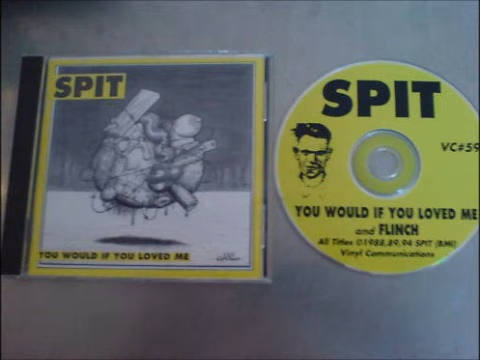 SPIT
YOU WOULD IF YOU LOVED ME
SPIT
VC#59
YOU WOULD IF YOU LOVED ME
and FLINCH
All Titles ©1988,89,94 SPIT (BMI)
Vinyl Communications